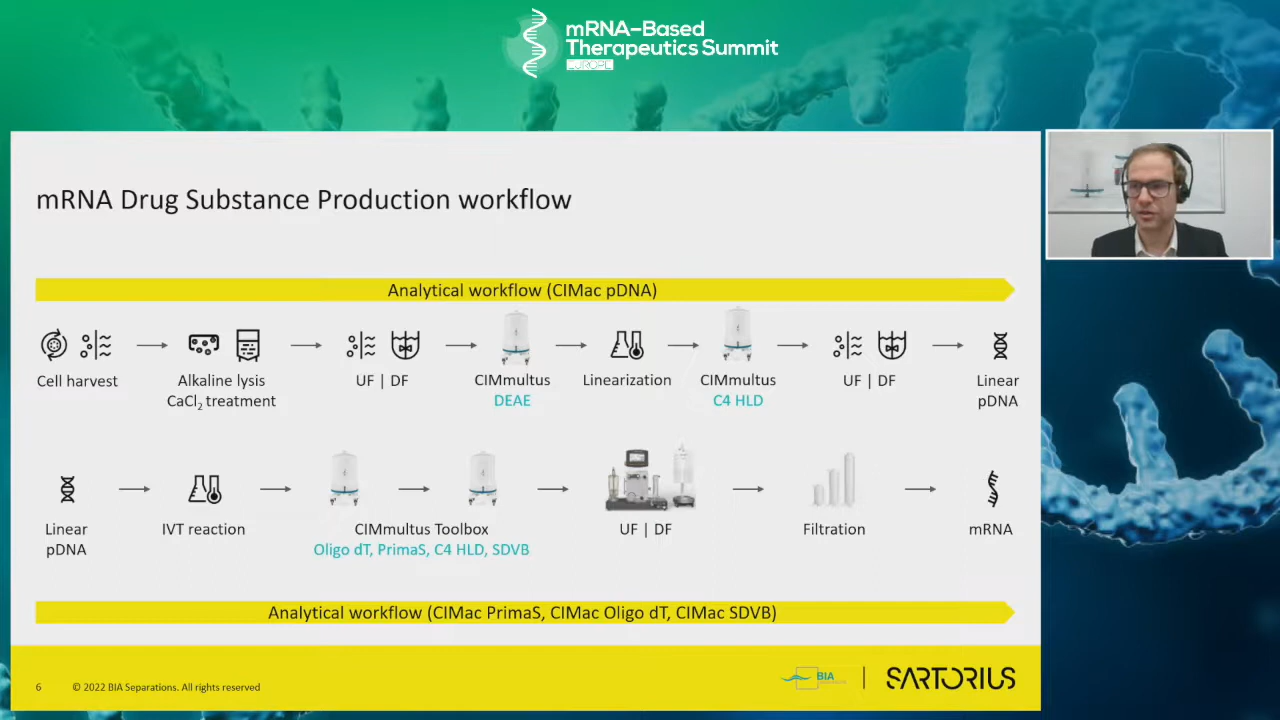 mRNA-Based
Therapeutics Summit
EUROPE
mRNA Drug Substance Production workflow
Analytical workflow (CIMac pDNA)
Cell harvest
Alkaline lysis
CaCl2 treatment
UF | DF
CIMmultus
DEAE
Linearization
CIMmultus
C4 HLD
UF | DF
Linear
pDNA
Linear
pDNA
IVT reaction
CIMmultus Toolbox
Oligo dT, PrimaS, C4 HLD, SDVB
UF | DF
Filtration
mRNA
Analytical workflow (CIMac PrimaS, CIMac Oligo dT, CIMac SDVB)
6
© 2022 BIA Separations. All rights reserved
BIA
SARTORIUS